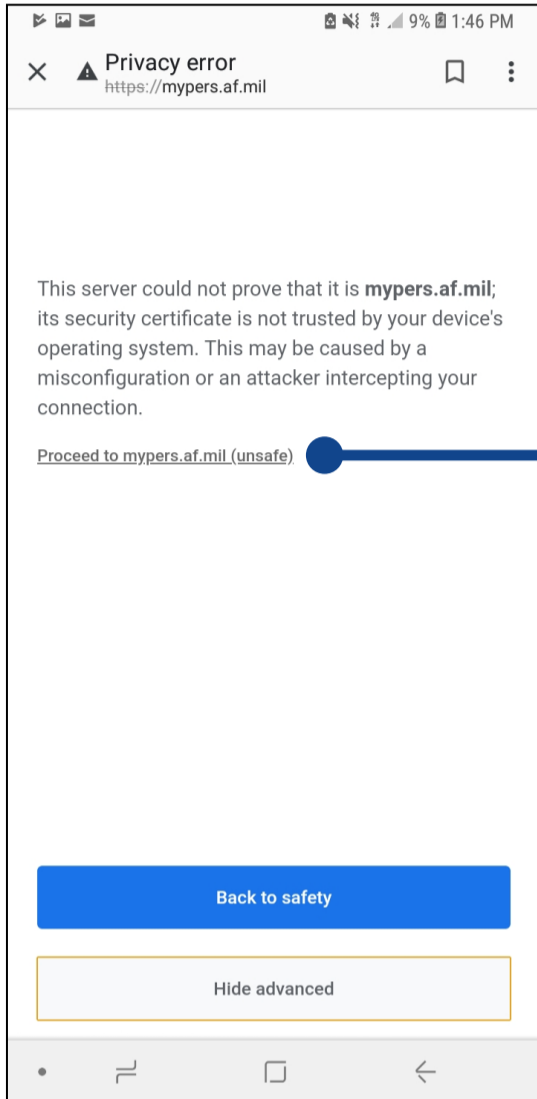 9% 1:46 PM
Privacy error
https://mypers.af.mil
This server could not prove that it is mypers.af.mil;
its security certificate is not trusted by your device's
operating system. This may be caused by a
misconfiguration or an attacker intercepting your
connection.
Proceed to mypers.af.mil (unsafe)
Back to safety
Hide advanced